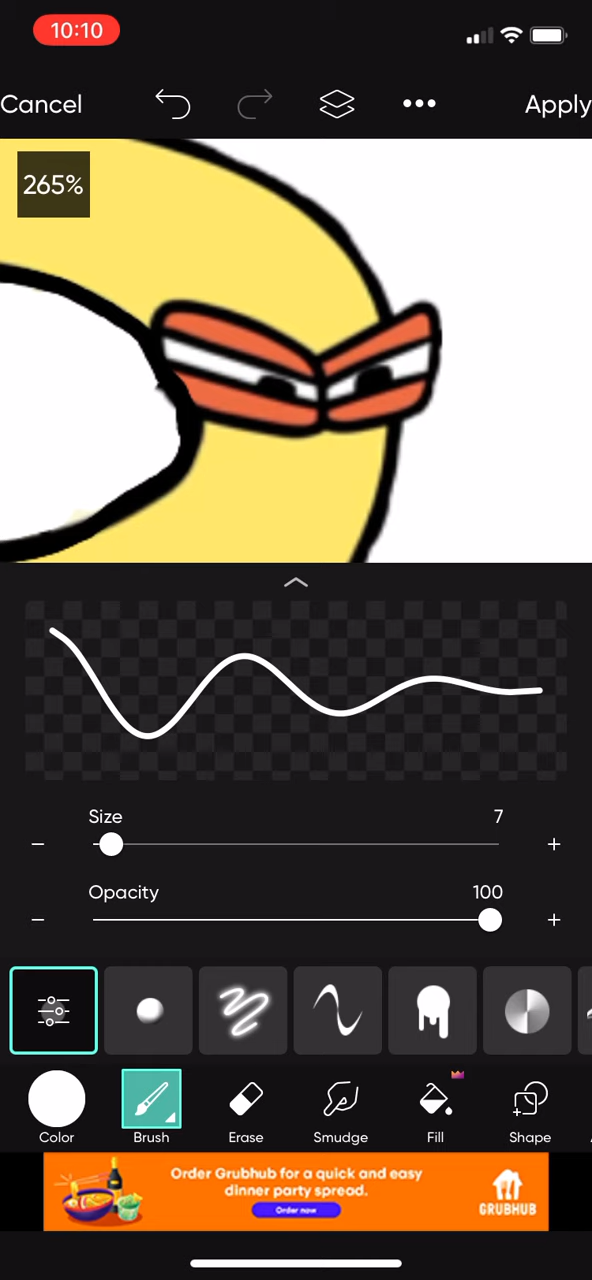 10:10
Cancel
Apply
265%
Size 7
Opacity 100
Color Brush Erase Smudge Fill Shape
Order Grubhub for a quick and easy
dinner party spread.
Order now
GRUBHUB